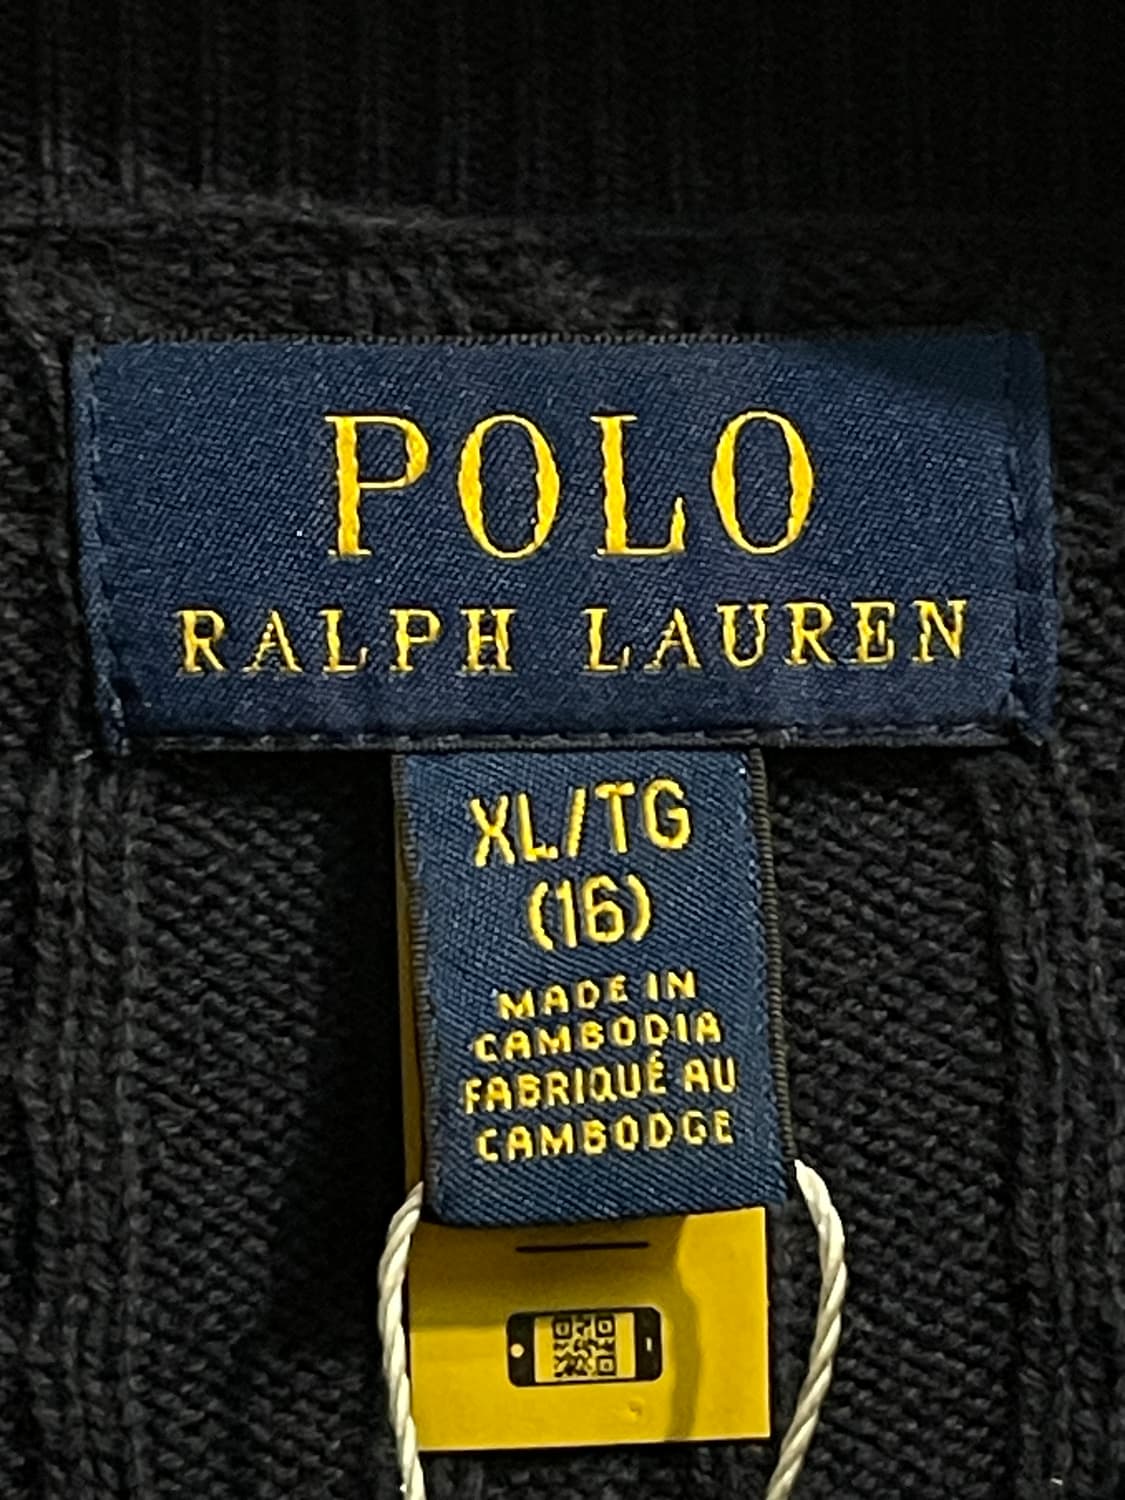 POLO
RALPH LAUREN
XL/TG
(16)
MADE IN
CAMBODIA
FABRIQUÉ AU
CAMBODGE